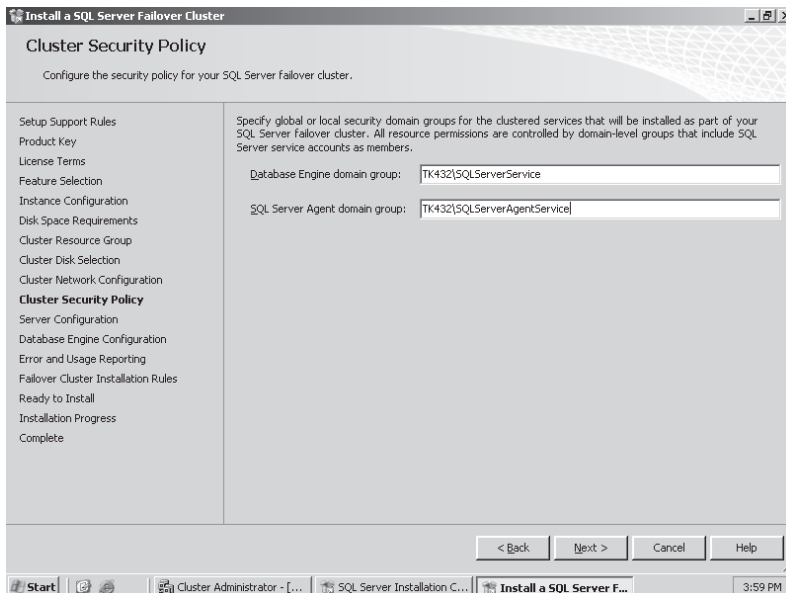 Install a SQL Server Failover Cluster
Cluster Security Policy
Configure the security policy for your SQL Server failover cluster.
Setup Support Rules
Product Key
License Terms
Feature Selection
Instance Configuration
Disk Space Requirements
Cluster Resource Group
Cluster Disk Selection
Cluster Network Configuration
Cluster Security Policy
Server Configuration
Database Engine Configuration
Error and Usage Reporting
Failover Cluster Installation Rules
Ready to Install
Installation Progress
Complete
Specify global or local security domain groups for the clustered services that will be installed as part of your
SQL Server failover cluster. All resource permissions are controlled by domain-level groups that include SQL
Server service accounts as members.
Database Engine domain group: TK432\SQLServerService
SQL Server Agent domain group: TK432\SQLServerAgentService
< Back Next > Cancel Help
Start Cluster Administrator - [... SQL Server Installation C... Install a SQL Server F... 3:59 PM